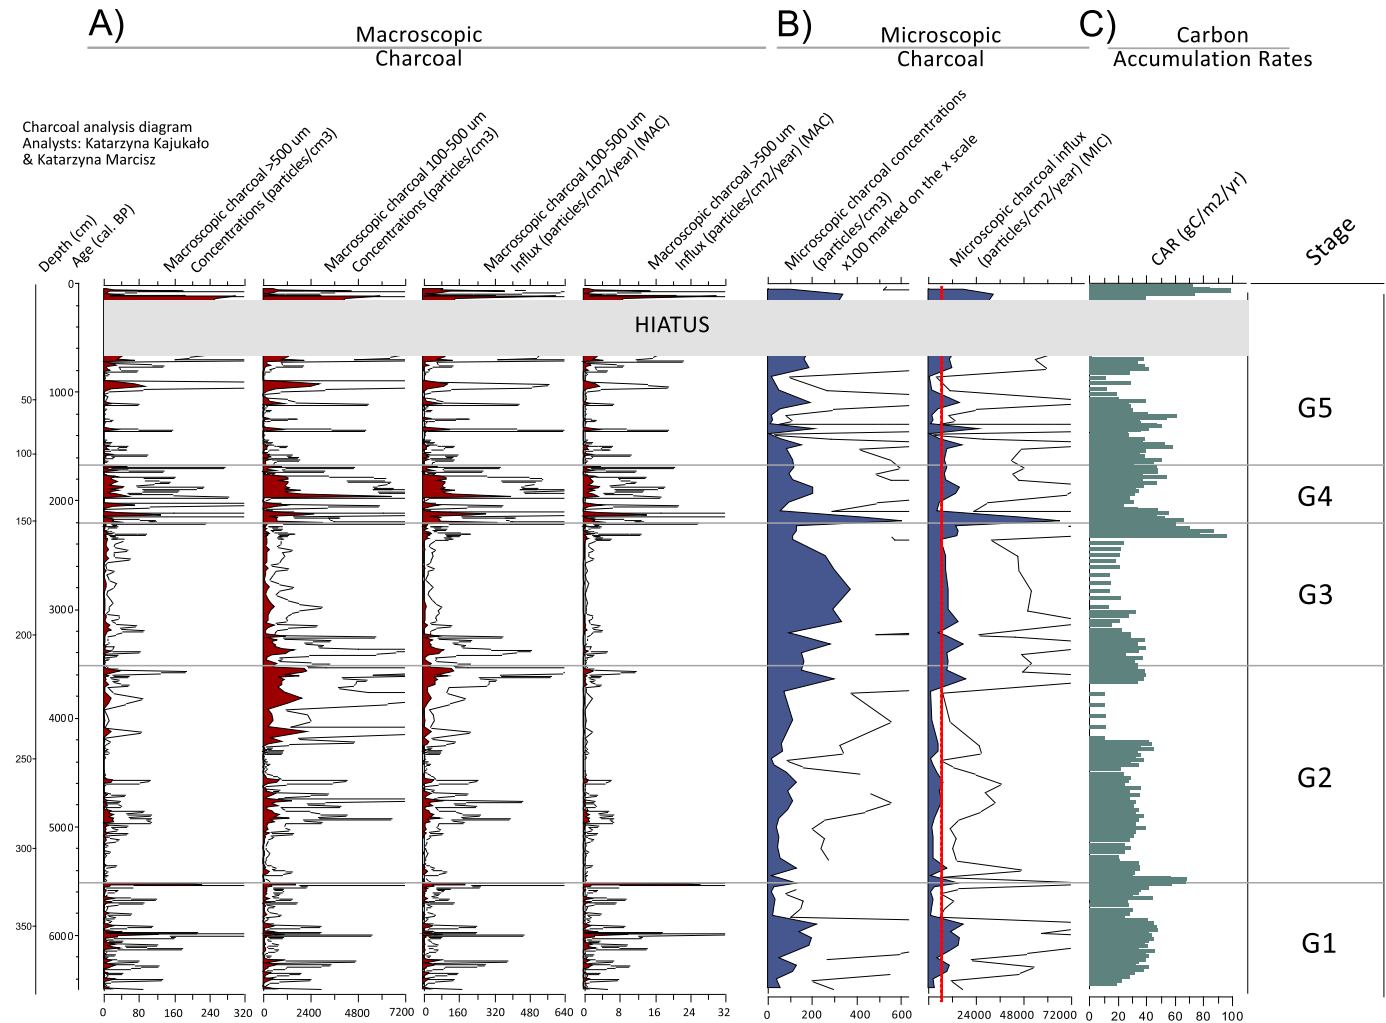 A)
Macroscopic
Charcoal
B)
Microscopic
Charcoal
C)
Carbon
Accumulation Rates
Charcoal analysis diagram
Analysts: Katarzyna Kajukało
& Katarzyna Marcisz
Depth (cm)
Age (cal. BP)
Macroscopic charcoal >500 um
Concentrations (particles/cm3)
Macroscopic charcoal 100-500 um
Concentrations (particles/cm3)
Macroscopic charcoal 100-500 um
Influx (particles/cm2/year) (MAC)
Macroscopic charcoal >500 um
Influx (particles/cm2/year) (MAC)
Microscopic charcoal concentrations
(particles/cm3)
x100 marked on the x scale
Microscopic charcoal influx
(particles/cm2/year) (MIC)
CAR (gC/m2/yr)
Stage
0
HIATUS
1000
50
G5
100
G4
2000
150
G3
3000
200
4000
250
G2
5000
300
350
6000
G1
0 80 160 240 320
0 2400 4800 7200
0 160 480 640
0 8 24 32
0 200 400 600
24000 48000 72000
0 20 40 60 80 100